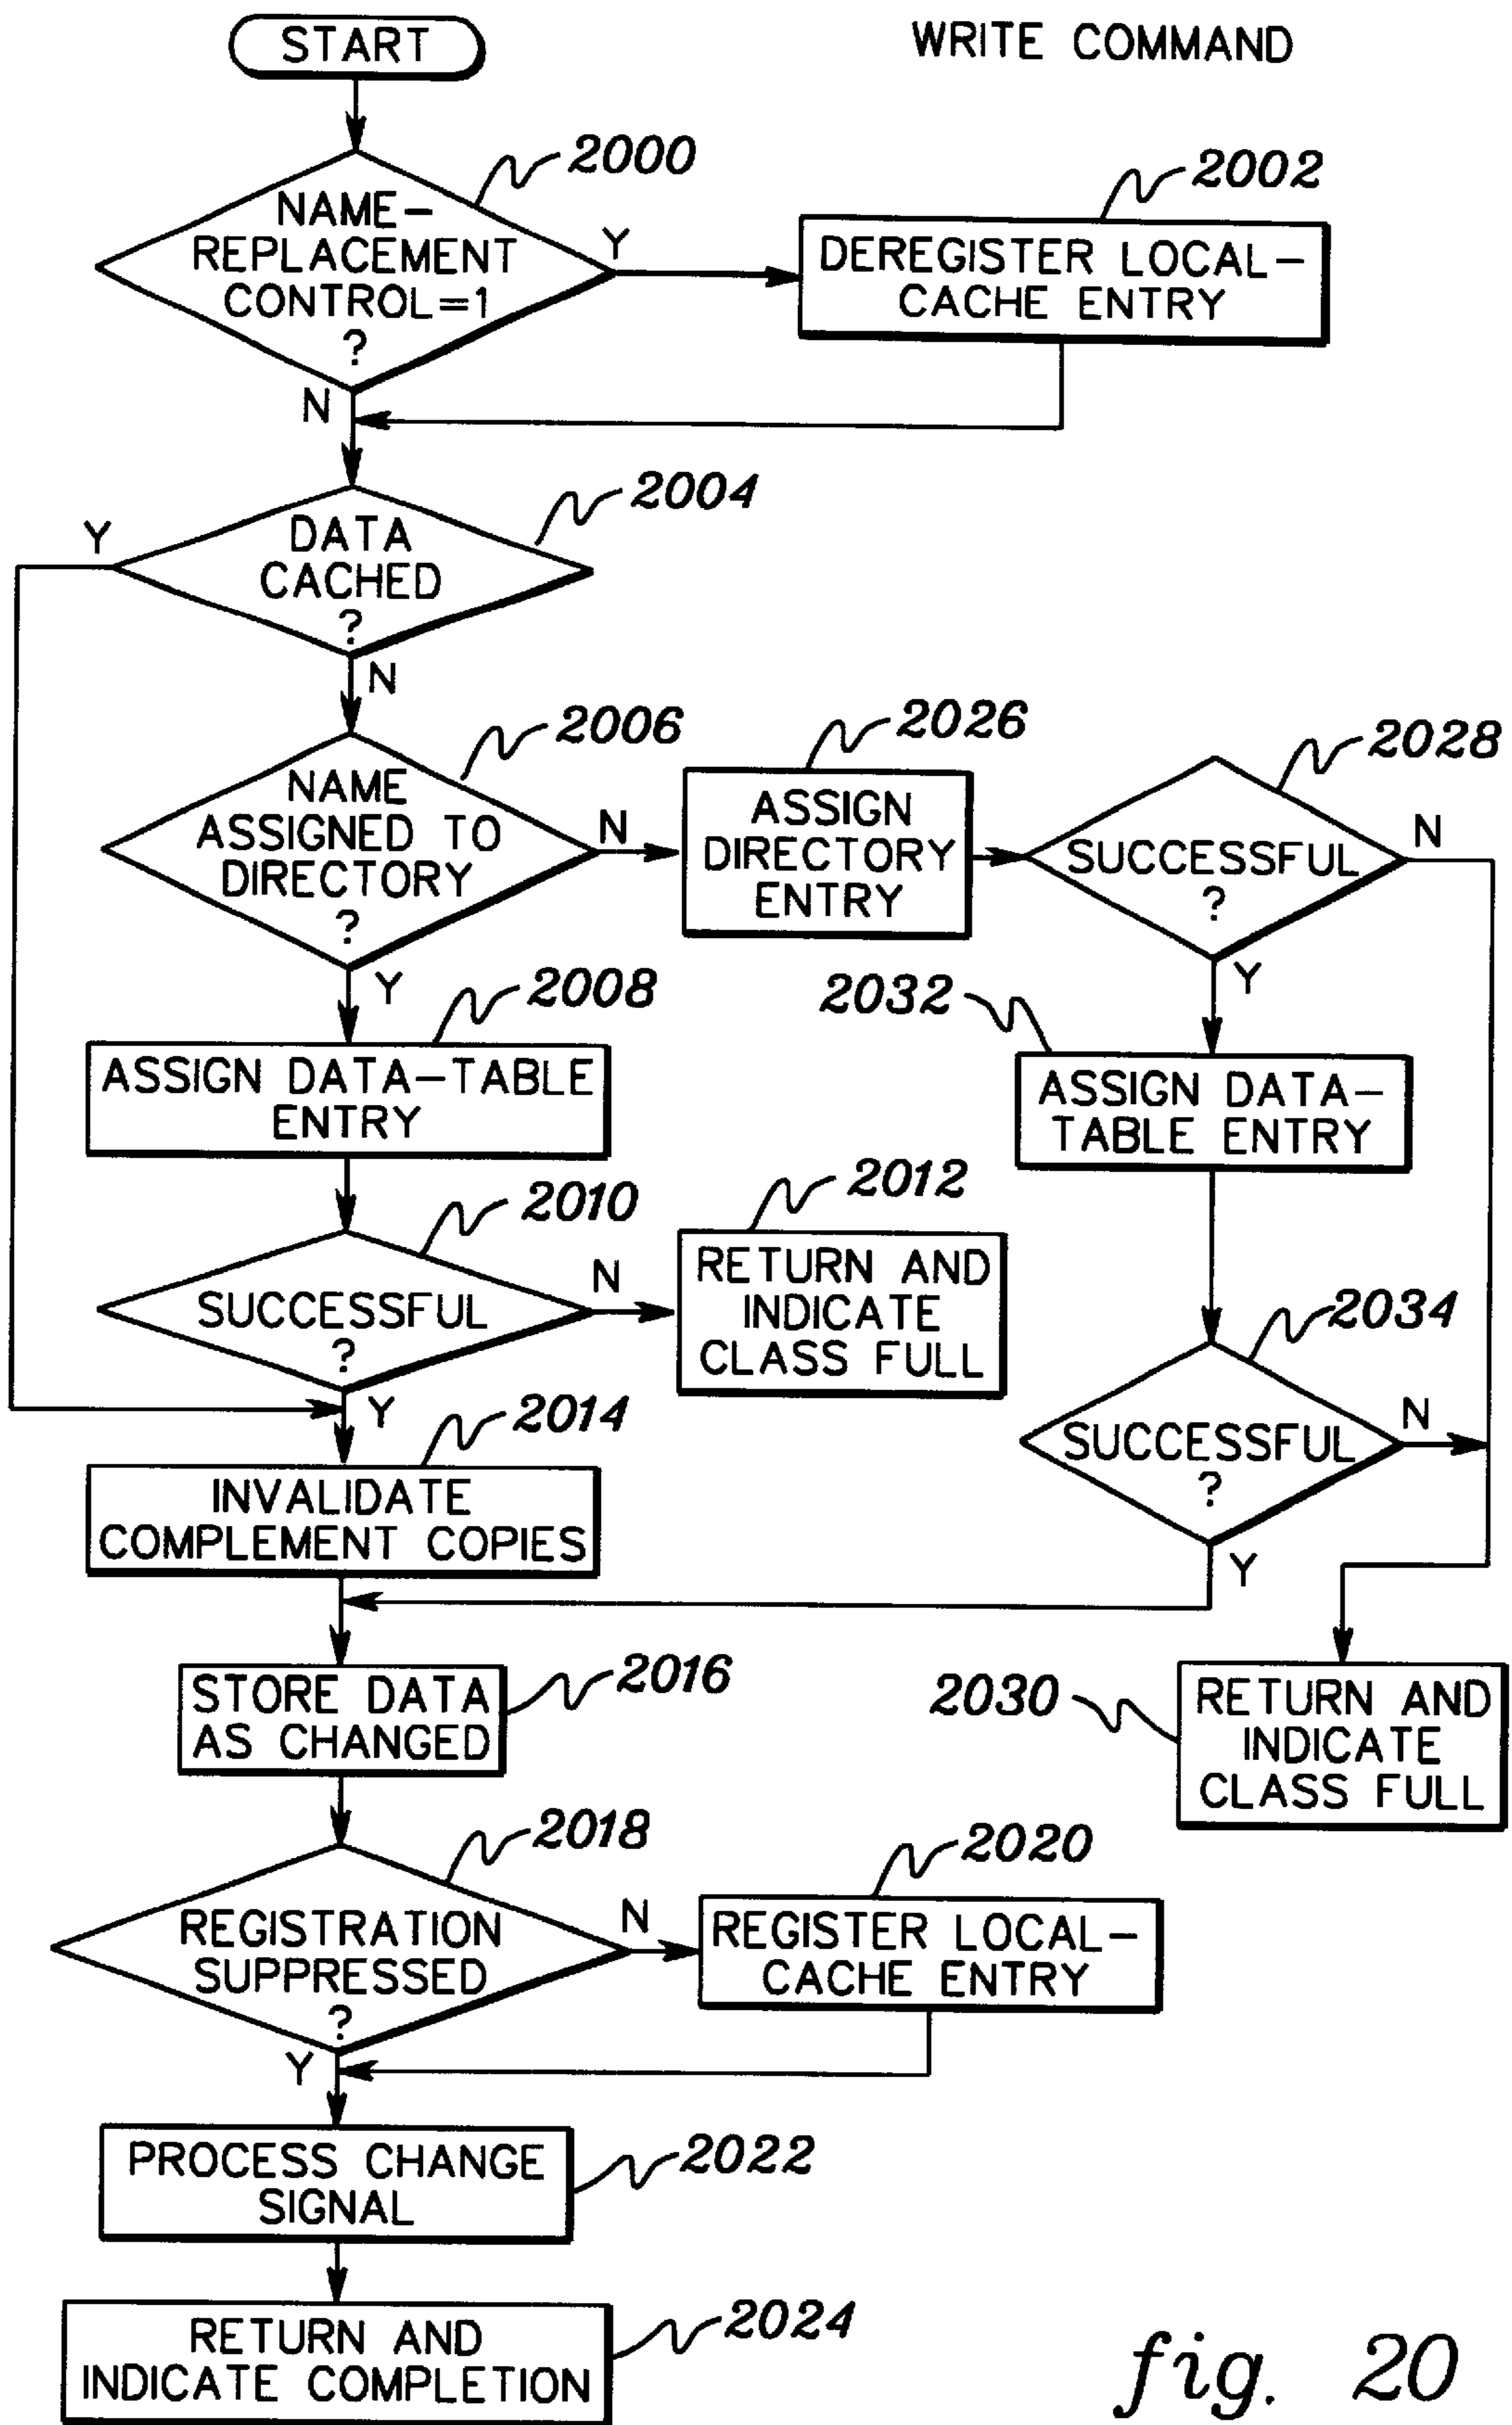 START
WRITE COMMAND
2000
NAME-
REPLACEMENT
CONTROL=1
?
Y
N
2002
DEREGISTER LOCAL-
CACHE ENTRY
2004
DATA
CACHED
?
Y
N
2006
NAME
ASSIGNED TO
DIRECTORY
?
N
Y
2026
ASSIGN
DIRECTORY
ENTRY
2028
SUCCESSFUL
?
N
Y
2008
ASSIGN DATA-TABLE
ENTRY
2032
ASSIGN DATA-
TABLE ENTRY
2010
SUCCESSFUL
?
N
Y
2012
RETURN AND
INDICATE
CLASS FULL
2034
SUCCESSFUL
?
N
Y
2014
INVALIDATE
COMPLEMENT COPIES
2016
STORE DATA
AS CHANGED
2030
RETURN AND
INDICATE
CLASS FULL
2018
REGISTRATION
SUPPRESSED
?
N
Y
2020
REGISTER LOCAL-
CACHE ENTRY
2022
PROCESS CHANGE
SIGNAL
2024
RETURN AND
INDICATE COMPLETION
fig. 20